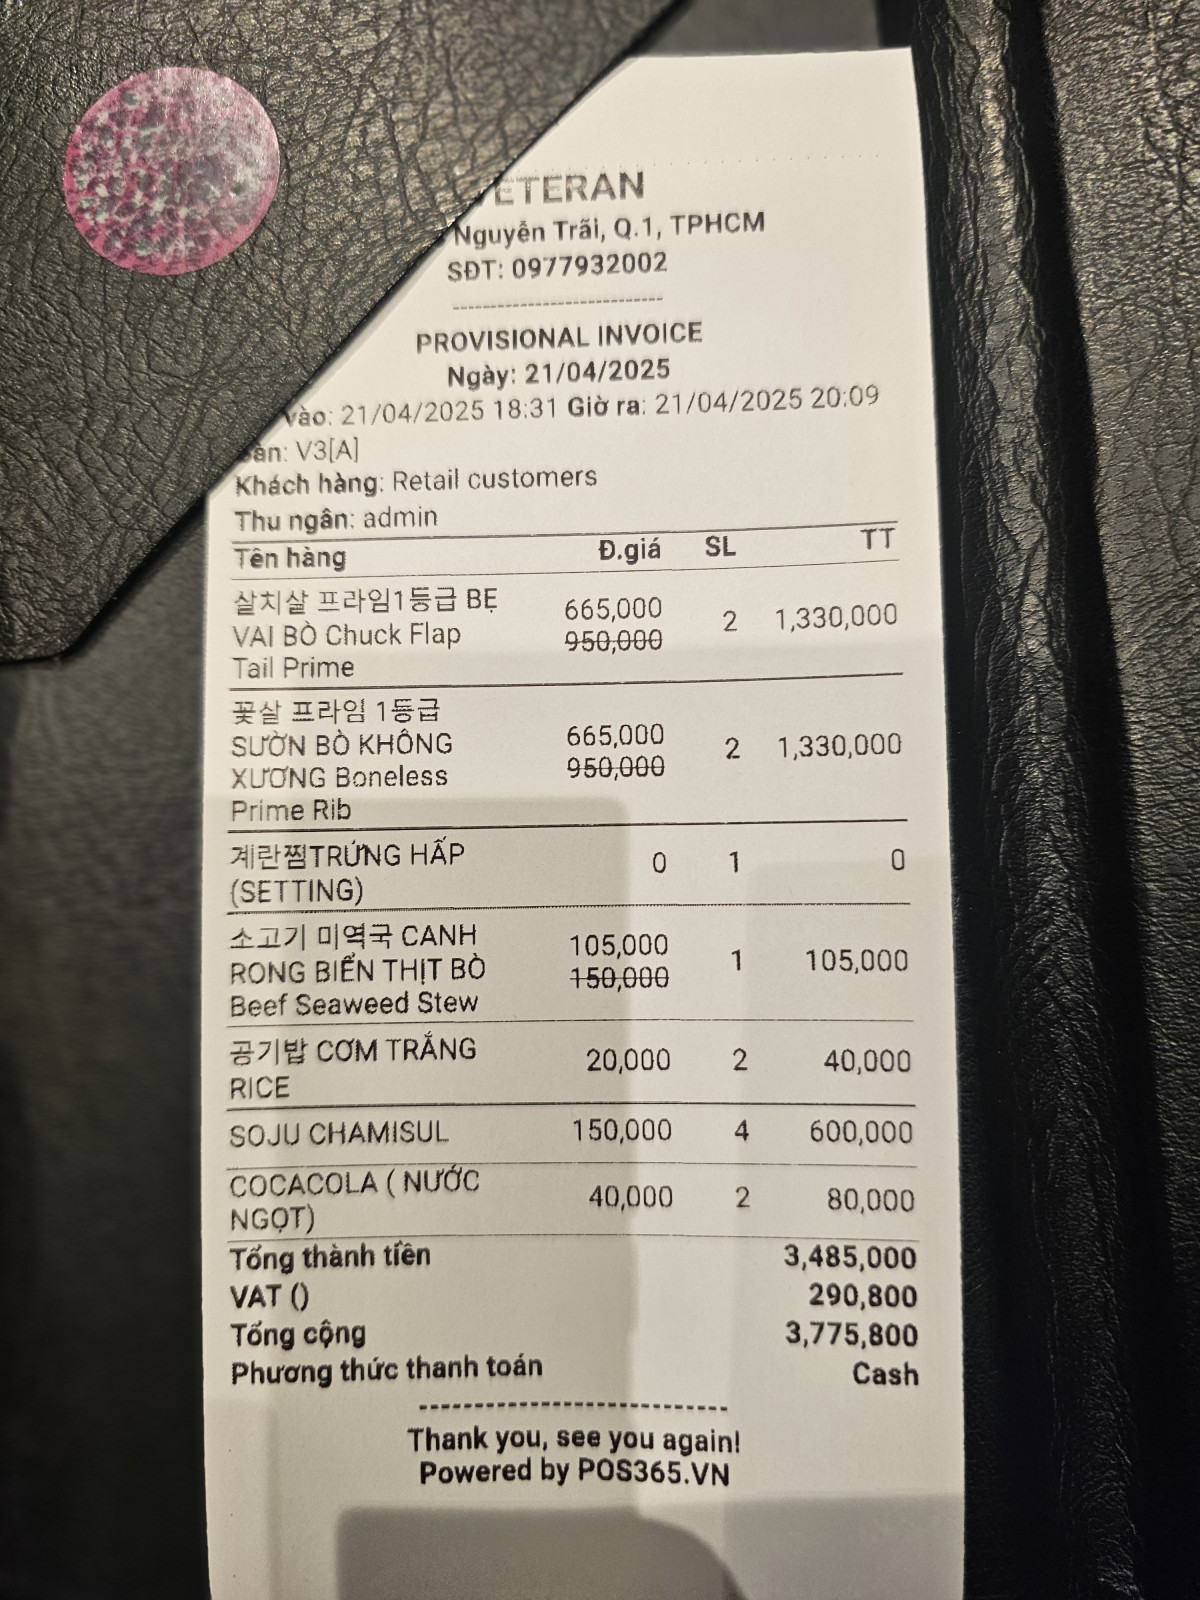 ETERAN
Nguyễn Trãi, Q.1, TPHCM
SĐT: 0977932002
PROVISIONAL INVOICE
Ngày: 21/04/2025
vào: 21/04/2025 18:31 Giờ ra: 21/04/2025 20:09
V3[A]
Khách hàng: Retail customers
Thu ngân: admin
Tên hàng Đ.giá SL TT
살치살 프라임1등급 BẸ
VAI BÒ Chuck Flap
Tail Prime
665,000
950,000
2 1,330,000
꽃살 프라임 1등급
SƯỜN BÒ KHÔNG
XƯƠNG Boneless
Prime Rib
665,000
950,000
2 1,330,000
계란찜TRỨNG HẤP
(SETTING)
0 1 0
소고기 미역국 CANH
RONG BIỂN THỊT BÒ
Beef Seaweed Stew
105,000
150,000
1 105,000
공기밥 CƠM TRẮNG
RICE
20,000 2 40,000
SOJU CHAMISUL 150,000 4 600,000
COCACOLA ( NƯỚC
NGỌT)
40,000 2 80,000
Tổng thành tiền 3,485,000
VAT () 290,800
Tổng cộng 3,775,800
Phương thức thanh toán Cash
Thank you, see you again!
Powered by POS365.VN